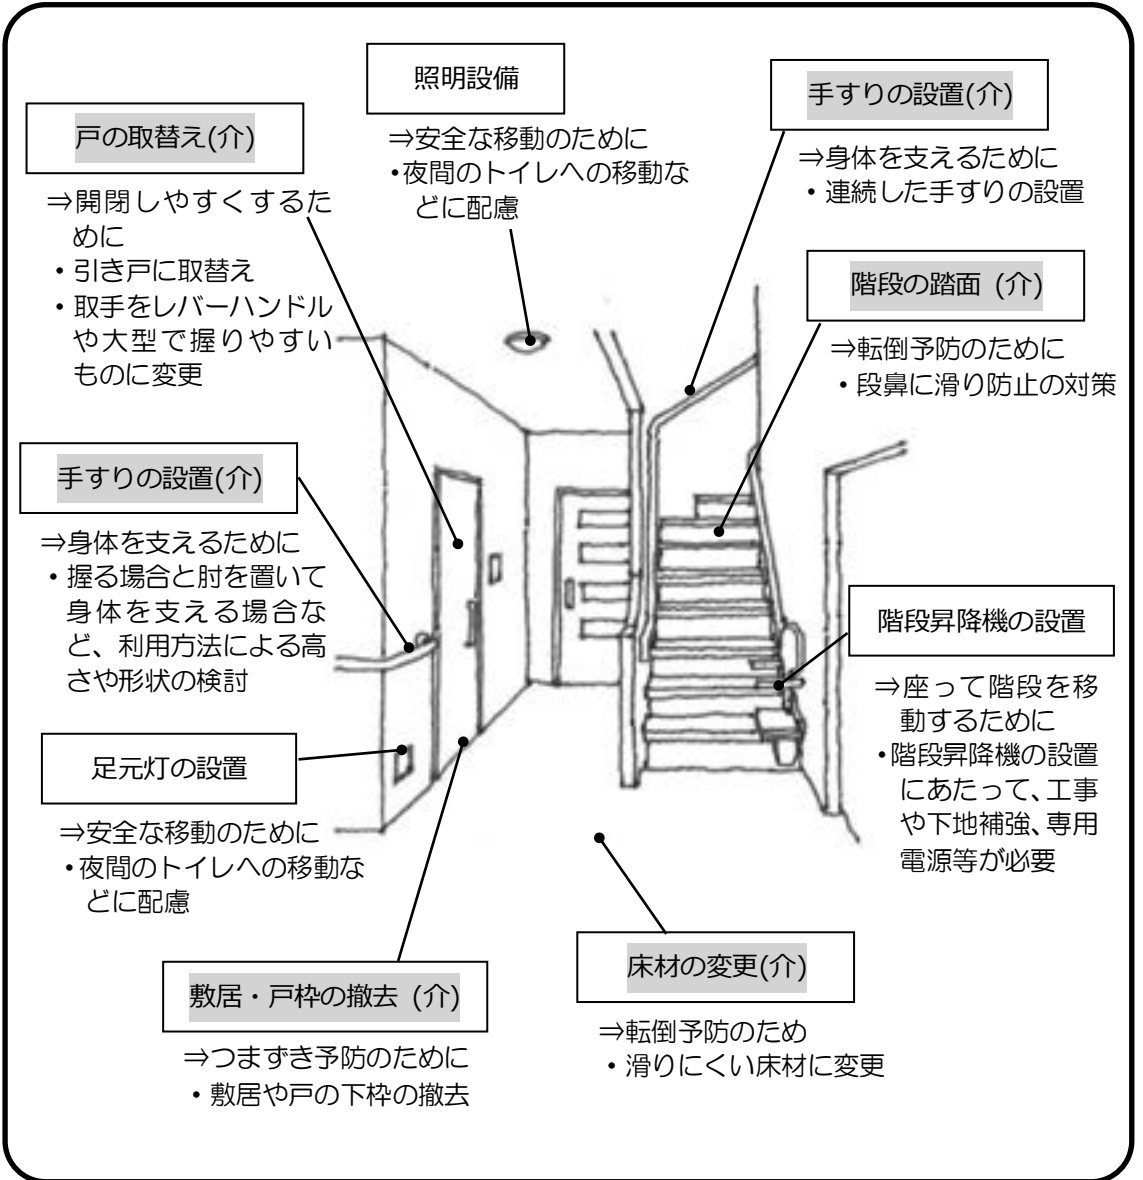 照明設備
⇒安全な移動のために
・夜間のトイレへの移動な
どに配慮
手すりの設置(介)
⇒身体を支えるために
・連続した手すりの設置
戸の取替え(介)
⇒開閉しやすくするた
めに
・引き戸に取替え
・取手をレバーハンドル
や大型で握りやすい
ものに変更
階段の踏面 (介)
⇒転倒予防のために
・段鼻に滑り防止の対策
手すりの設置(介)
⇒身体を支えるために
・握る場合と肘を置いて
身体を支える場合な
ど、利用方法による高
さや形状の検討
階段昇降機の設置
⇒座って階段を移
動するために
・階段昇降機の設置
にあたって、工事
や下地補強、専用
電源等が必要
足元灯の設置
⇒安全な移動のために
・夜間のトイレへの移動な
どに配慮
敷居・戸枠の撤去 (介)
⇒つまずき予防のために
・敷居や戸の下枠の撤去
床材の変更(介)
⇒転倒予防のため
・滑りにくい床材に変更